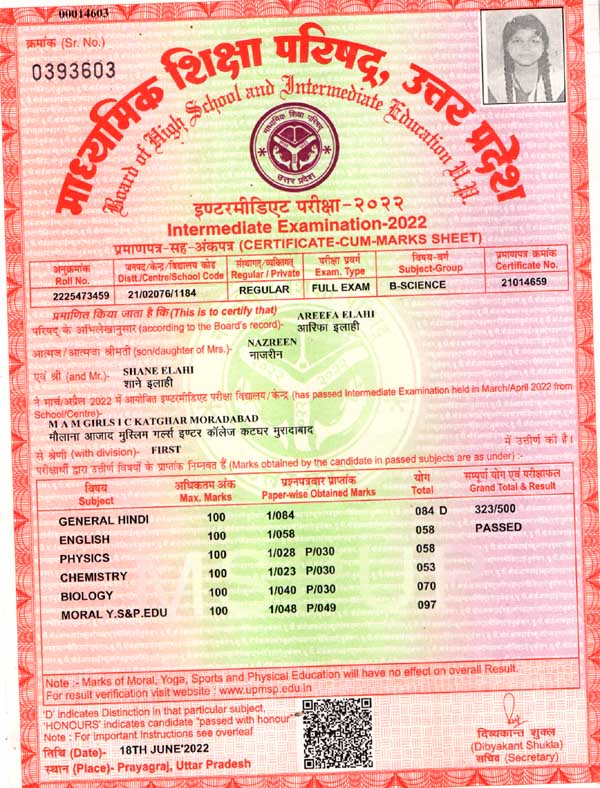 00014603
क्रमांक (Sr. No.)
0393603
माध्यमिक शिक्षा परिषद्, उत्तर प्रदेश
Board of High School and Intermediate Education U.P.
माध्यमिक शिक्षा परिषद्
उत्तर प्रदेश
इण्टरमीडिएट परीक्षा-२०२२
Intermediate Examination-2022
प्रमाणपत्र-सह-अंकपत्र (CERTIFICATE-CUM-MARKS SHEET)
अनुक्रमांक जनपद/केन्द्र/विद्यालय कोड संस्थागत/व्यक्तिगत परीक्षा प्रवर्ग विषय-वर्ग प्रमाणपत्र क्रमांक
Roll No. Distt./Centre/School Code Regular / Private Exam. Type Subject-Group Certificate No.
2225473459 21/02076/1184 REGULAR FULL EXAM B-SCIENCE 21014659
प्रमाणित किया जाता है कि(This is to certify that) AREEFA ELAHI
परिषद् के अभिलेखानुसार (according to the Board's record)- आरिफा इलाही
NAZREEN
आत्मज / आत्मजा श्रीमती (son/daughter of Mrs.)- नाजरीन
SHANE ELAHI
एवं श्री (and Mr.)- शाने इलाही
ने मार्च/अप्रैल 2022 में आयोजित इण्टरमीडिएट परीक्षा विद्यालय/केन्द्र (has passed Intermediate Examination held in March/April 2022 from
School/Centre)-
M A M GIRLS I C KATGHAR MORADABAD
मौलाना आजाद मुस्लिम गर्ल्स इण्टर कॉलेज कटघर मुरादाबाद
से श्रेणी (with division)- FIRST में उत्तीर्ण की है।
परीक्षार्थी द्वारा उत्तीर्ण विषयों के प्राप्तांक निम्नवत हैं (Marks obtained by the candidate in passed subjects are as under):-
विषय अधिकतम अंक प्रश्नपत्रवार प्राप्तांक योग सम्पूर्ण योग एवं परीक्षाफल
Subject Max. Marks Paper-wise Obtained Marks Total Grand Total & Result
GENERAL HINDI 100 1/084 084 D 323/500
ENGLISH 100 1/058 058 PASSED
PHYSICS 100 1/028 P/030 058
CHEMISTRY 100 1/023 P/030 053
BIOLOGY 100 1/040 P/030 070
MORAL Y.S&P.EDU 100 1/048 P/049 097
Note :- Marks of Moral, Yoga, Sports and Physical Education will have no effect on overall Result.
For result verification visit website : www.upmsp.edu.in
'D' indicates Distinction in that particular subject,
'HONOURS' indicates candidate "passed with honour"
Note : For important Instructions see overleaf
तिथि (Date)- 18TH JUNE'2022
स्थान (Place)- Prayagraj, Uttar Pradesh
दिव्यकान्त शुक्ल
(Dibyakant Shukla)
सचिव (Secretary)